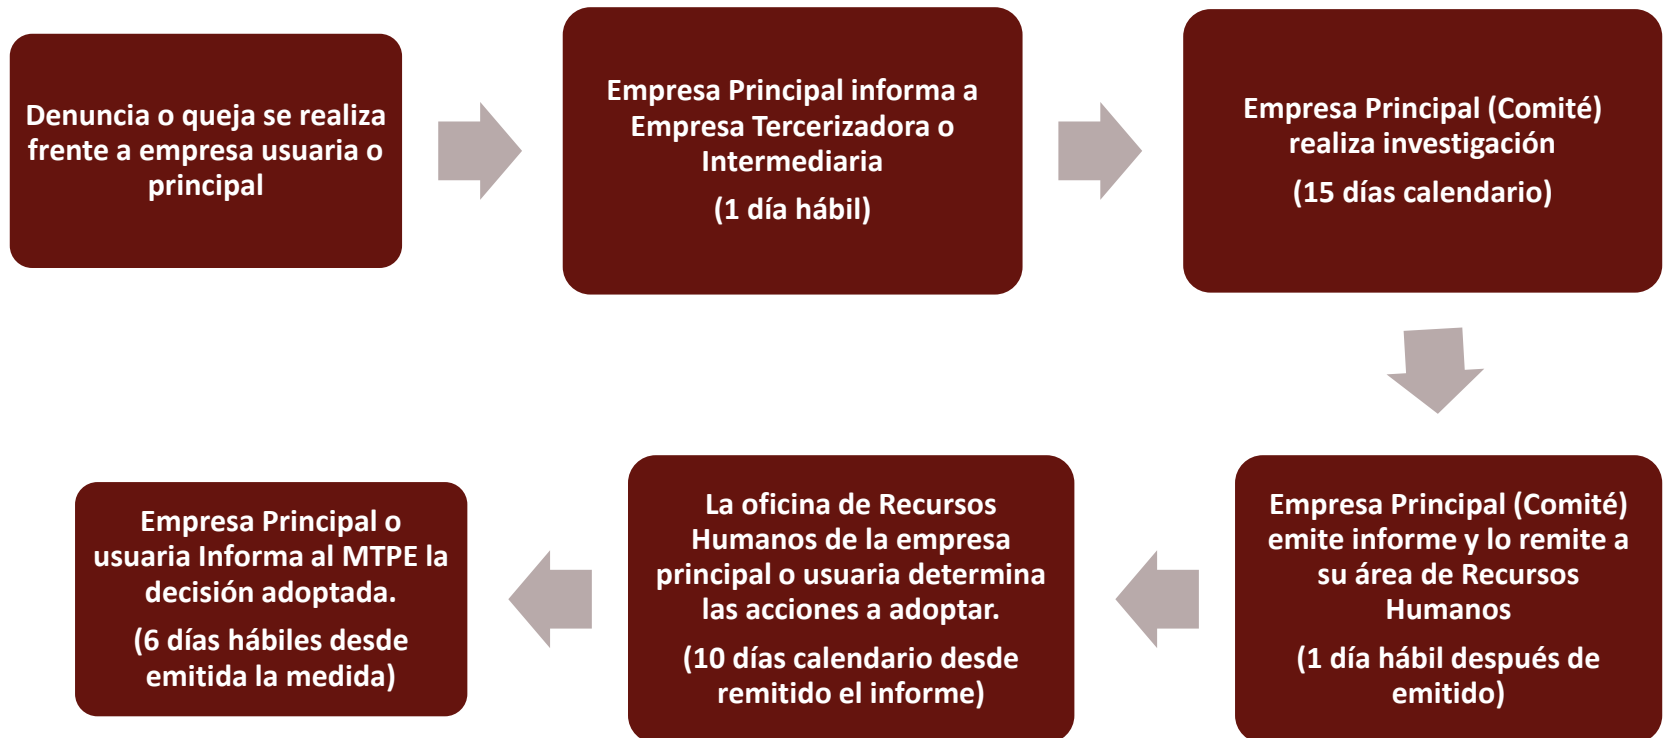 Denuncia o queja se realiza
frente a empresa usuaria o
principal
Empresa Principal informa a
Empresa Tercerizadora o
Intermediaria
(1 día hábil)
Empresa Principal (Comité)
realiza investigación
(15 días calendario)
Empresa Principal (Comité)
emite informe y lo remite a
su área de Recursos
Humanos
(1 día hábil después de
emitido)
La oficina de Recursos
Humanos de la empresa
principal o usuaria determina
las acciones a adoptar.
(10 días calendario desde
remitido el informe)
Empresa Principal o
usuaria Informa al MTPE la
decisión adoptada.
(6 días hábiles desde
emitida la medida)